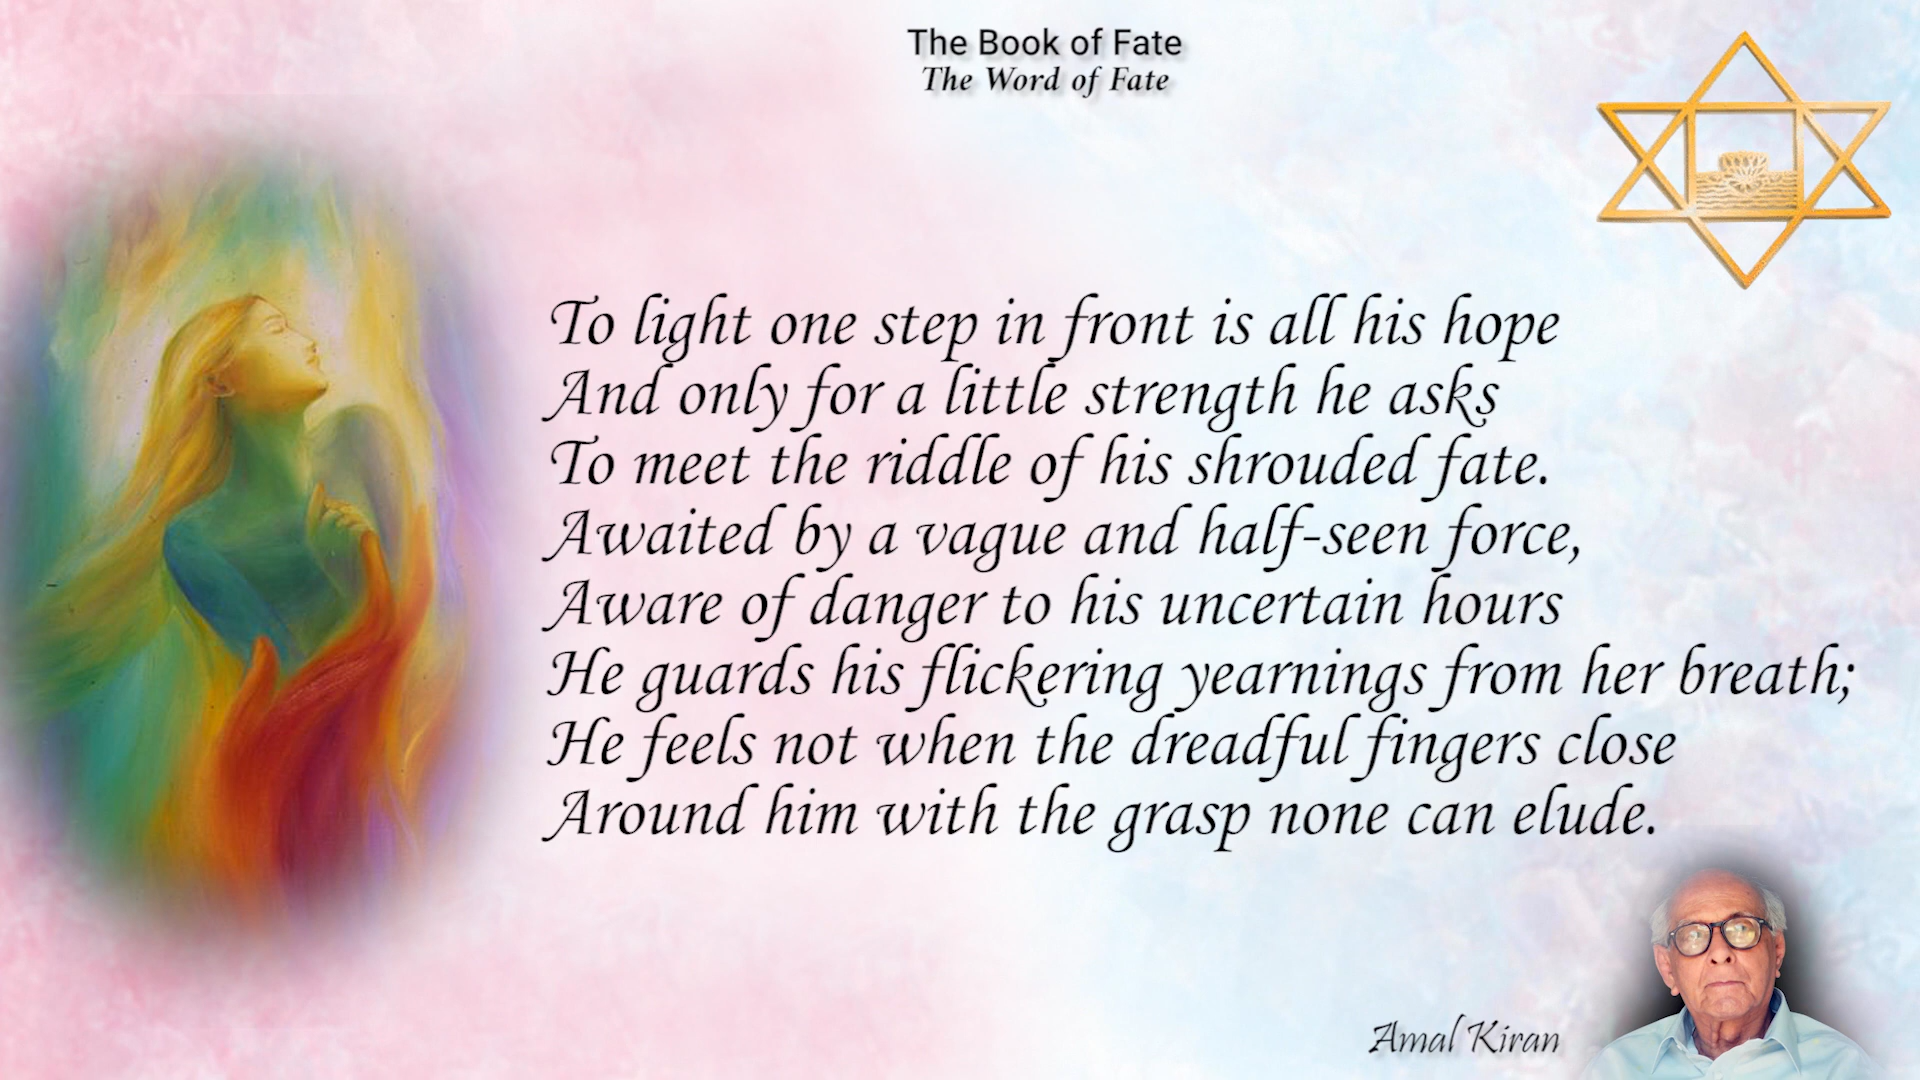 The Book of Fate
The Word of Fate
To light one step in front is all his hope
And only for a little strength he asks
To meet the riddle of his shrouded fate.
Awaited by a vague and half-seen force,
Aware of danger to his uncertain hours
He guards his flickering yearnings from her breath;
He feels not when the dreadful fingers close
Around him with the grasp none can elude.
Amal Kiran